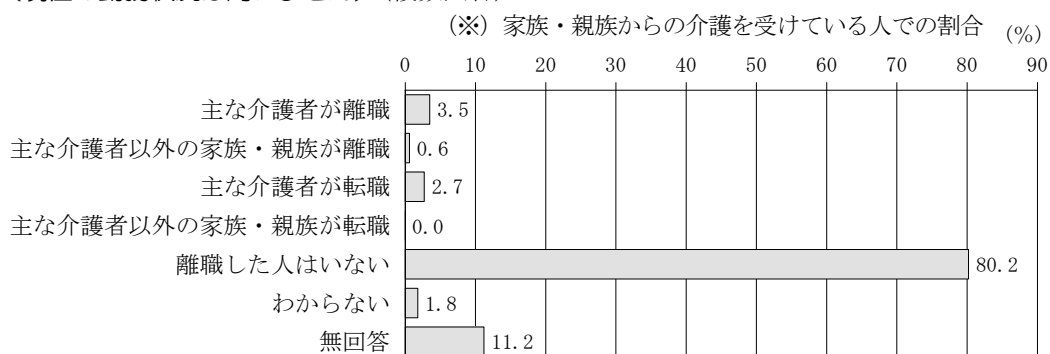 (※) 家族・親族からの介護を受けている人での割合 (%)
0 10 20 30 40 50 60 70 80 90
主な介護者が離職 3.5
主な介護者以外の家族・親族が離職 0.6
主な介護者が転職 2.7
主な介護者以外の家族・親族が転職 0.0
離職した人はいない 80.2
わからない 1.8
無回答 11.2